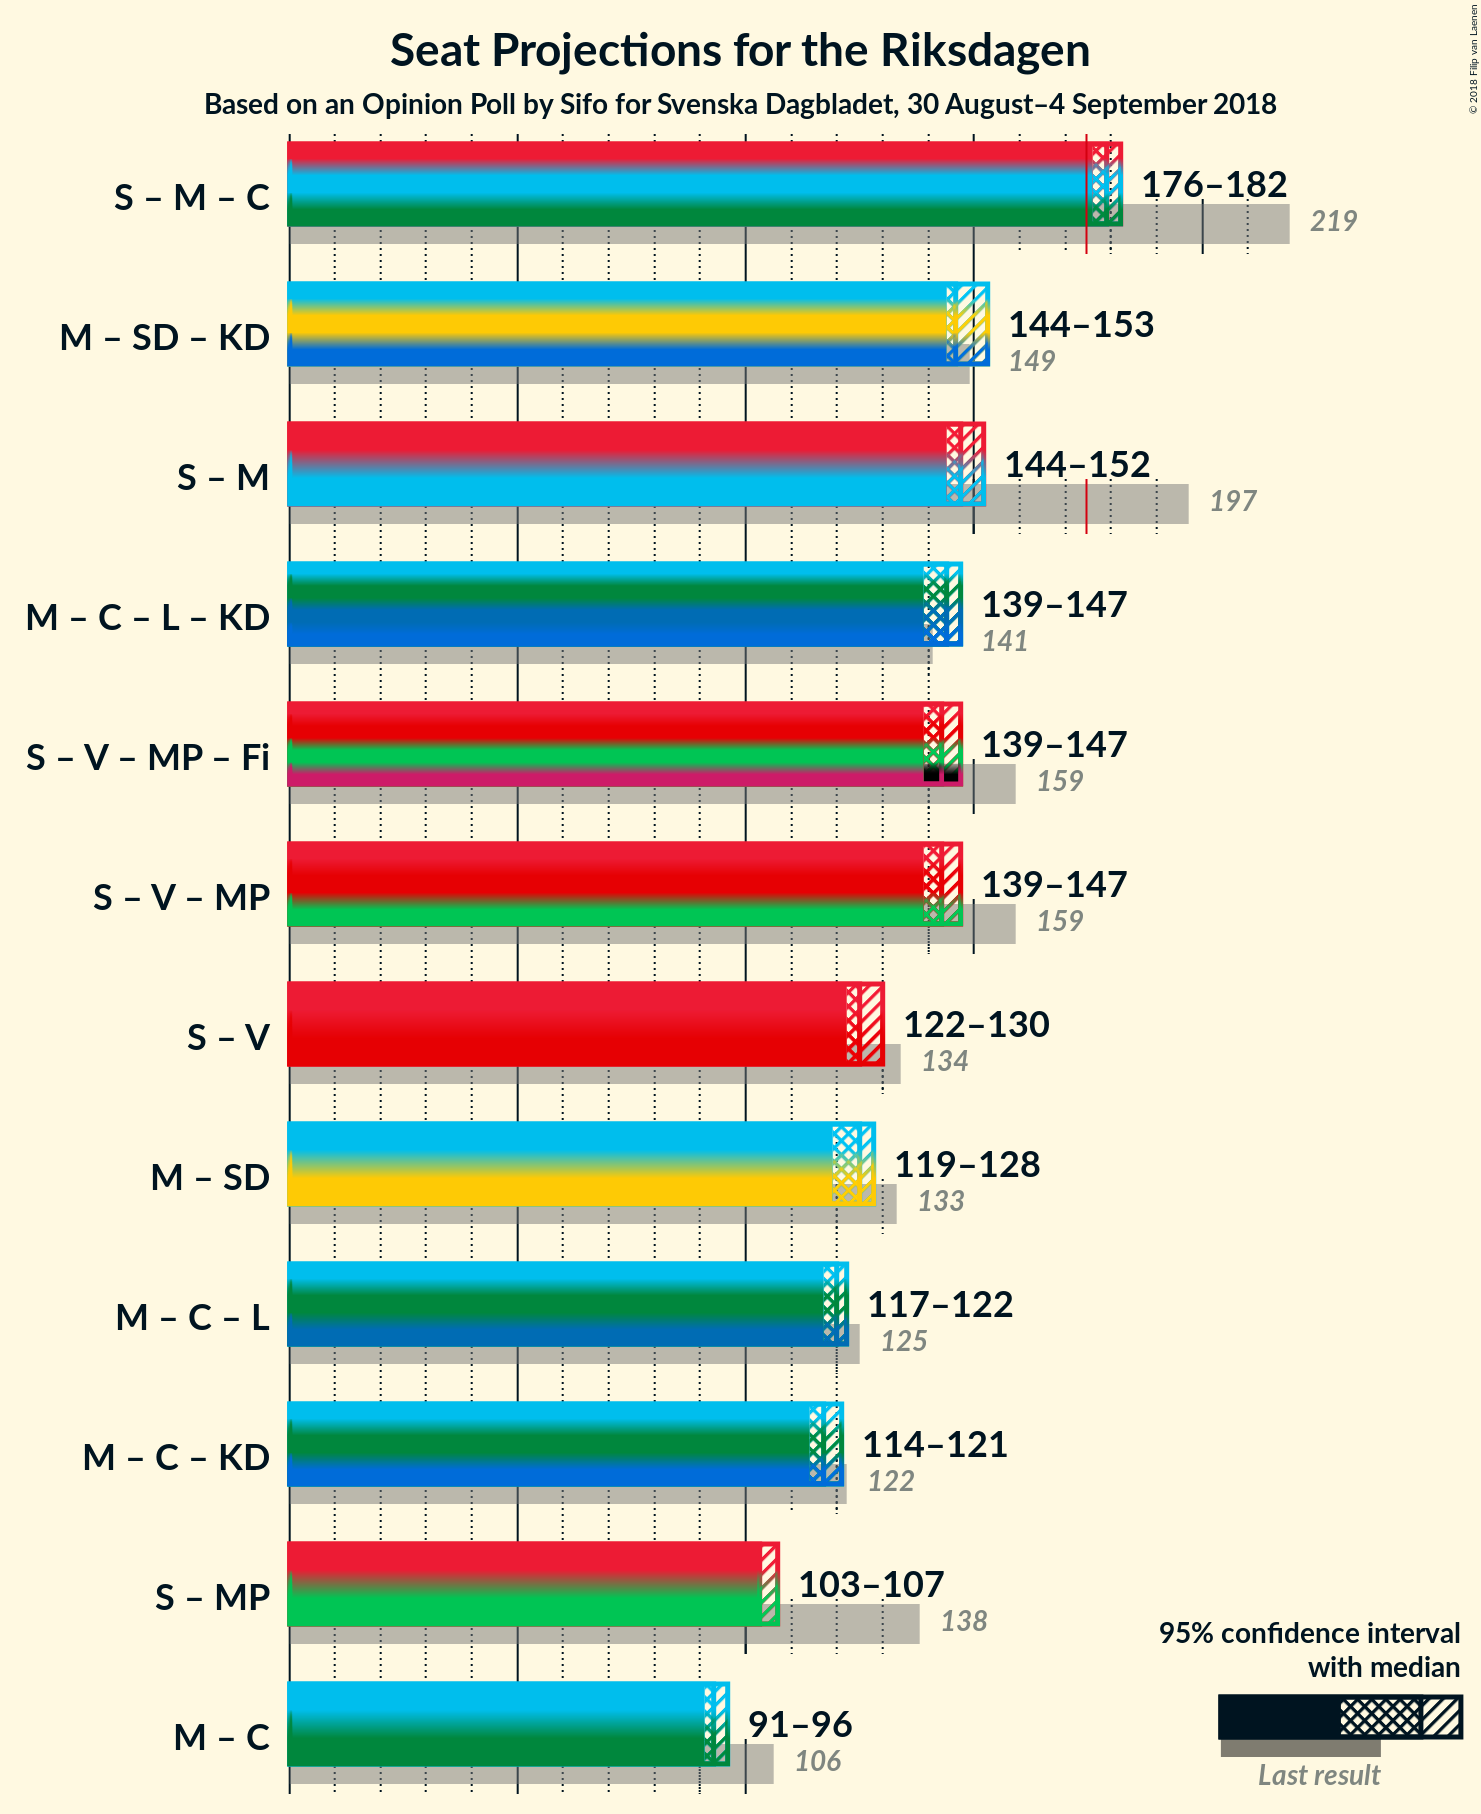 Seat Projections for the Riksdagen
Based on an Opinion Poll by Sifo for Svenska Dagbladet, 30 August–4 September 2018
© 2018 Filip van Laenen
S – M – C
176–182
219
M – SD – KD
144–153
149
S – M
144–152
197
M – C – L – KD
139–147
141
S – V – MP – Fi
139–147
159
S – V – MP
139–147
159
S – V
122–130
134
M – SD
119–128
133
M – C – L
117–122
125
M – C – KD
114–121
122
S – MP
103–107
138
M – C
91–96
106
95% confidence interval
with median
Last result